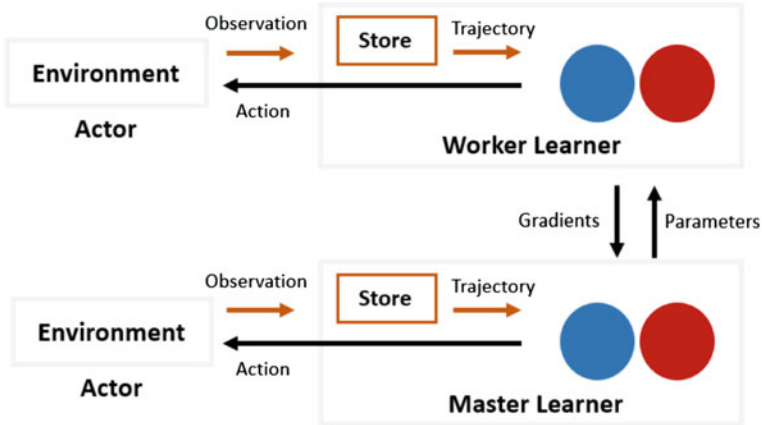 Observation
Store
Trajectory
Environment
Action
Actor
Worker Learner
Gradients
Parameters
Observation
Store
Trajectory
Environment
Action
Actor
Master Learner